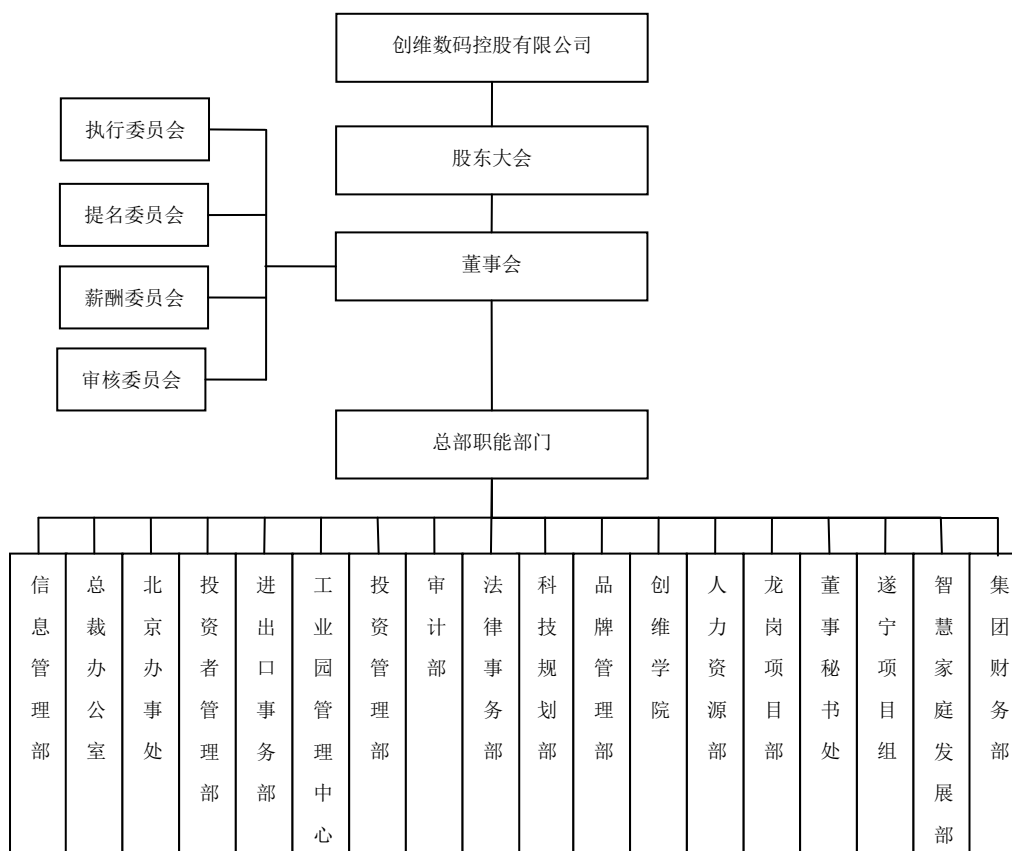 创维数码控股有限公司
执行委员会
股东大会
提名委员会
董事会
薪酬委员会
审核委员会
总部职能部门
信息管理部
总裁办公室
北京办事处
投资者管理部
进出口事务部
工业园管理中心
投资管理部
审计部
法律事务部
科技规划部
品牌管理部
创维学院
人力资源部
龙岗项目部
董事秘书处
遂宁项目组
智慧家庭发展部
集团财务部